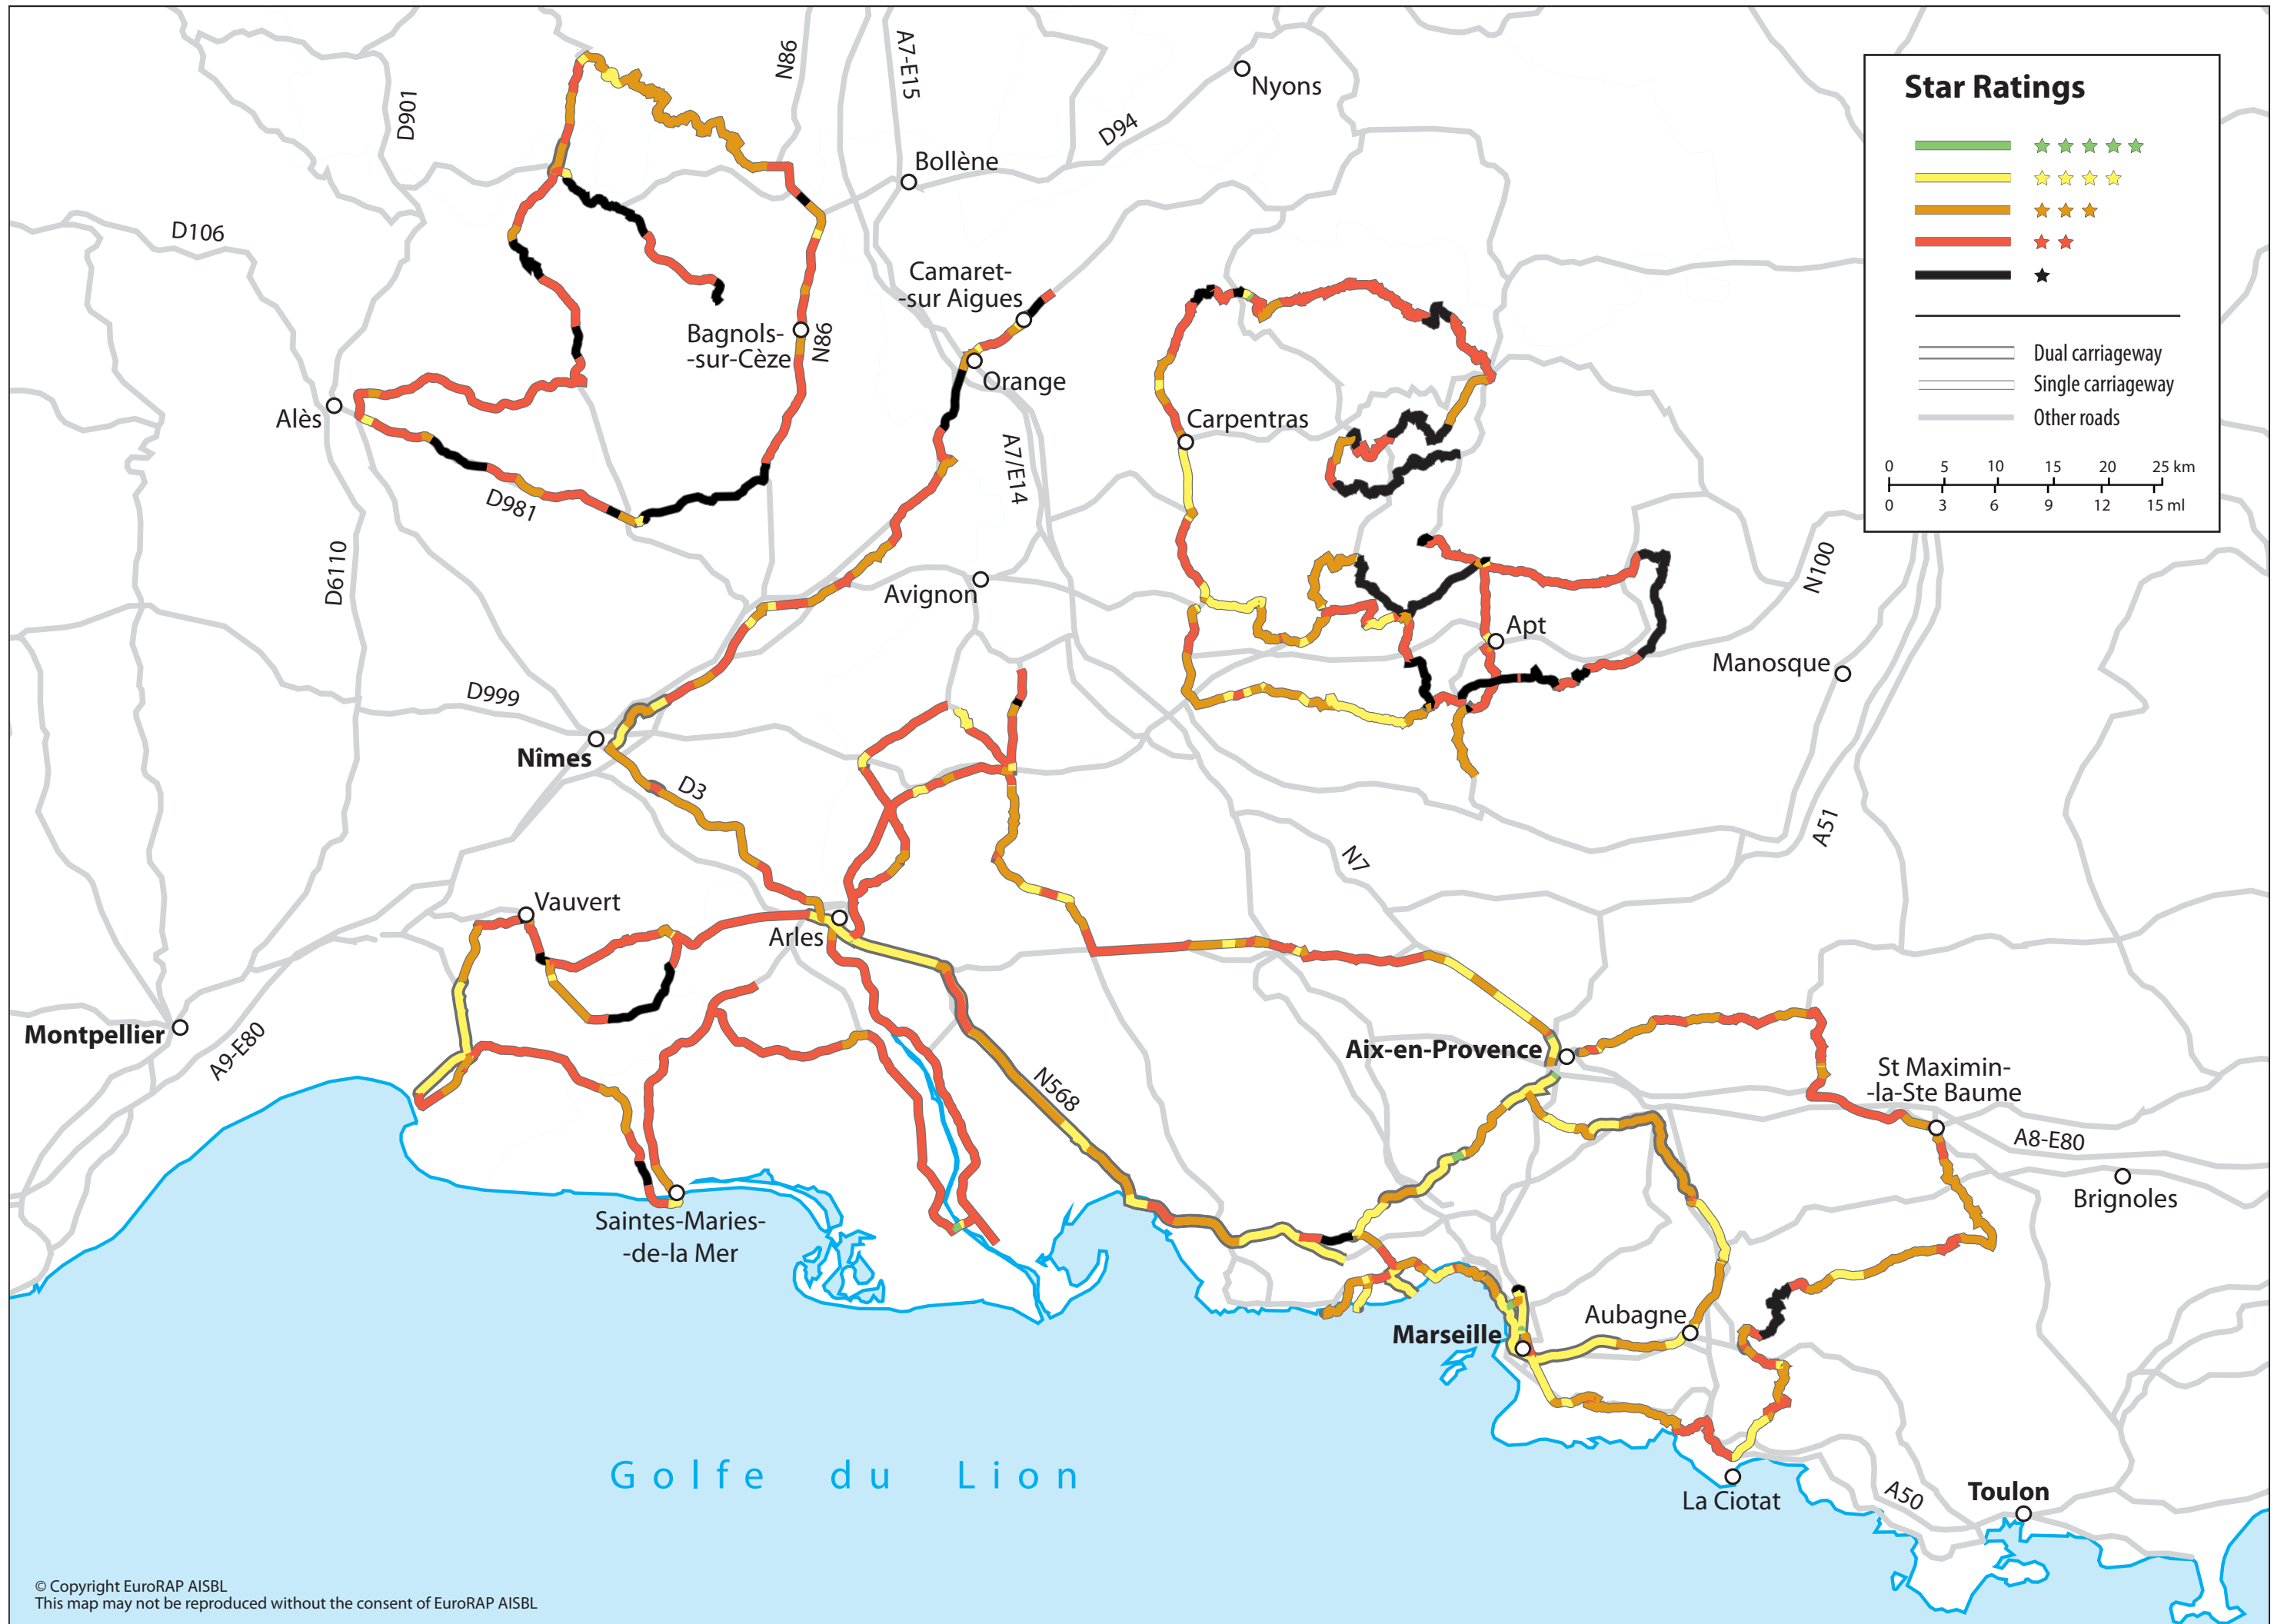 Star Ratings
Dual carriageway
Single carriageway
Other roads
0 5 10 15 20 25 km
0 3 6 9 12 15 ml
N86
A7-E15
D901
Nyons
D94
Bollène
D106
Camaret-
-sur Aigues
Bagnols-
-sur-Cèze
N86
Orange
Alès
Carpentras
A7/E14
D981
D6110
N100
Avignon
Apt
Manosque
D999
Nîmes
D3
A51
N7
Vauvert
Arles
Montpellier
A9-E80
Aix-en-Provence
St Maximin-
-la-Ste Baume
N568
A8-E80
Brignoles
Saintes-Maries-
-de-la Mer
Aubagne
Marseille
Golfe du Lion
La Ciotat
A50
Toulon
© Copyright EuroRAP AISBL
This map may not be reproduced without the consent of EuroRAP AISBL